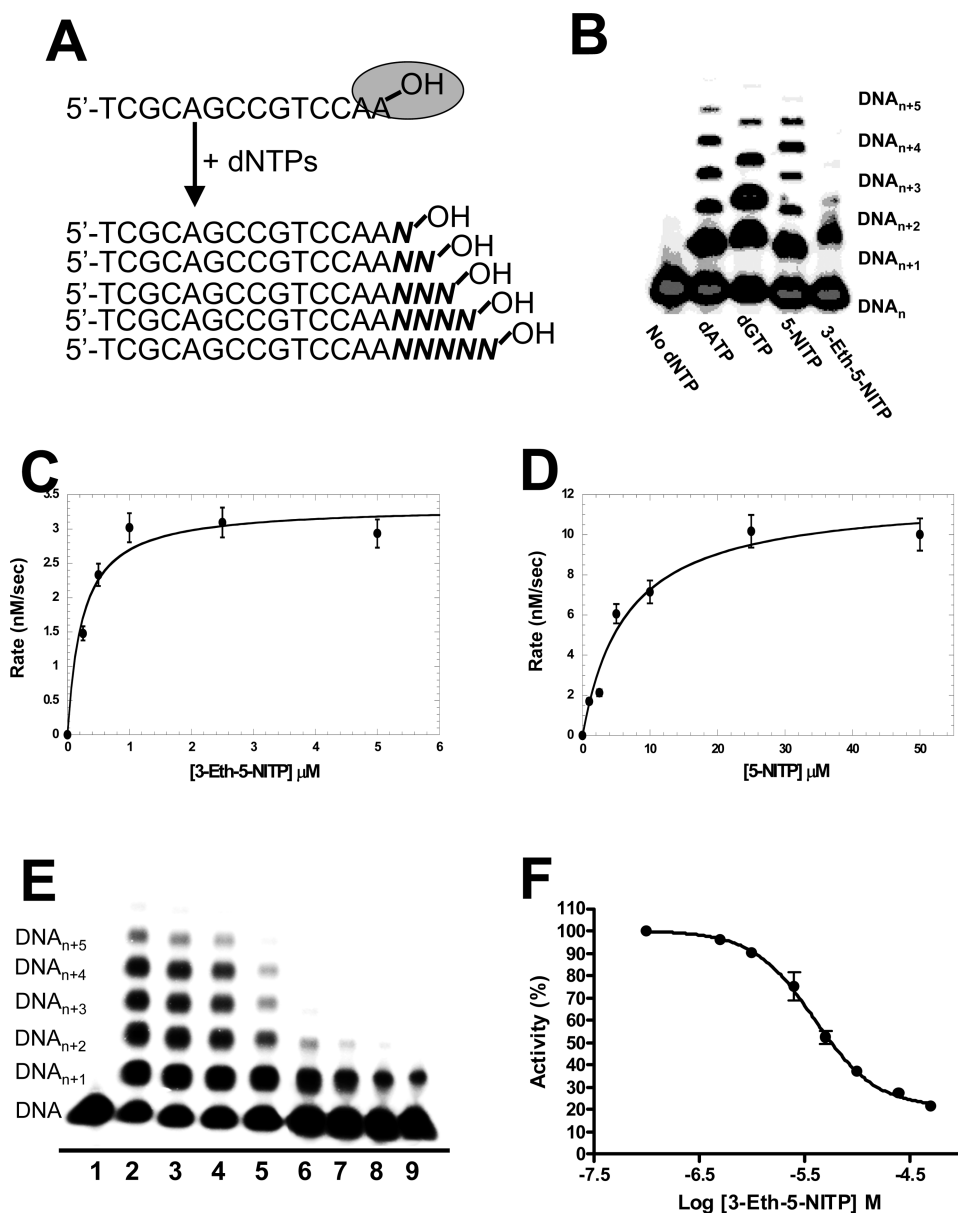 A
5'-TCGCAGCCGTCCAA-OH
+ dNTPs
5'-TCGCAGCCGTCCAAN-OH
5'-TCGCAGCCGTCCAANN-OH
5'-TCGCAGCCGTCCAANNN-OH
5'-TCGCAGCCGTCCAANNNN-OH
5'-TCGCAGCCGTCCAANNNNN-OH
B
DNAn+5
DNAn+4
DNAn+3
DNAn+2
DNAn+1
DNAn
No dNTP
dATP
dGTP
5-NITP
3-Eth-5-NITP
C
3.5
3
2.5
2
1.5
1
0.5
0
Rate (nM/sec)
0 1 2 3 4 5 6
[3-Eth-5-NITP] μM
D
12
10
8
6
4
2
0
Rate (nM/sec)
0 10 20 30 40 50
[5-NITP] μM
E
DNAn+5
DNAn+4
DNAn+3
DNAn+2
DNAn+1
DNA
1 2 3 4 5 6 7 8 9
F
110
100
90
80
70
60
50
40
30
20
10
0
Activity (%)
-7.5 -6.5 -5.5 -4.5
Log [3-Eth-5-NITP] M